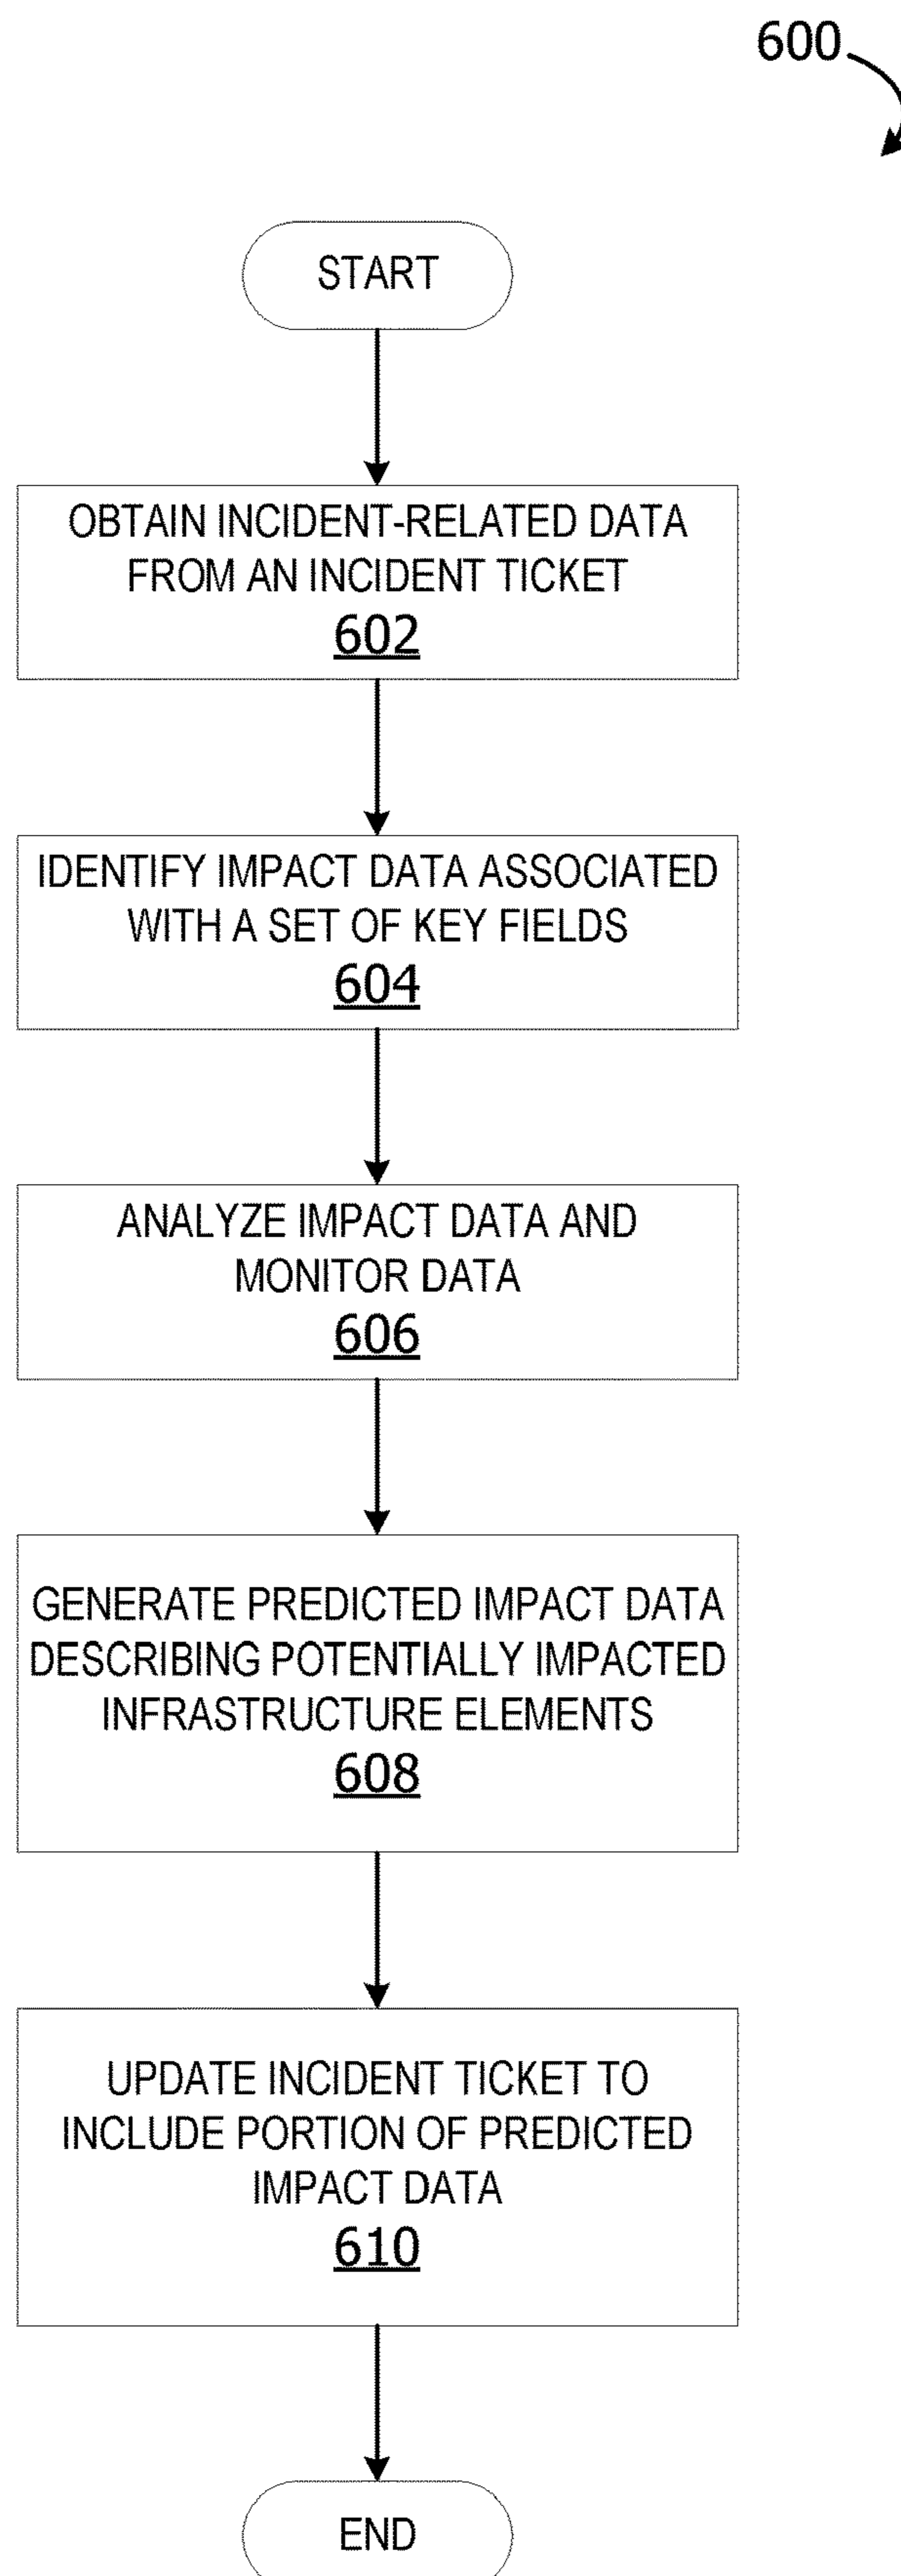 600
START
OBTAIN INCIDENT-RELATED DATA
FROM AN INCIDENT TICKET
602
IDENTIFY IMPACT DATA ASSOCIATED
WITH A SET OF KEY FIELDS
604
ANALYZE IMPACT DATA AND
MONITOR DATA
606
GENERATE PREDICTED IMPACT DATA
DESCRIBING POTENTIALLY IMPACTED
INFRASTRUCTURE ELEMENTS
608
UPDATE INCIDENT TICKET TO
INCLUDE PORTION OF PREDICTED
IMPACT DATA
610
END